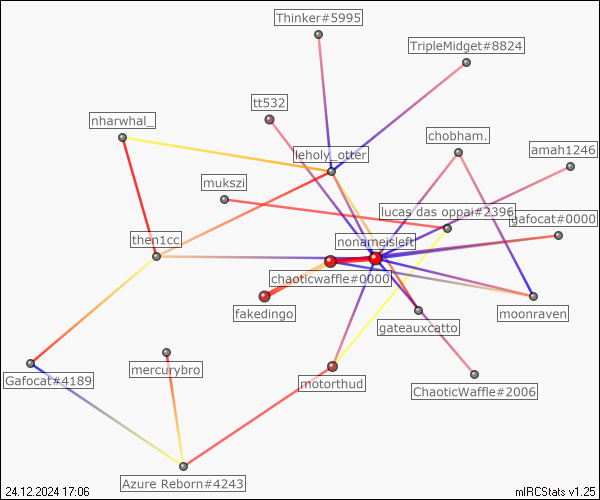 Thinker#5995
TripleMidget#8824
tt532
nharwhal_
chobham.
amah1246
leholy_otter
mukszi
lucas das oppai#2396
gafocat#0000
then1cc
nonameisleft
chaoticwaffle#0000
fakedingo
moonraven
gateauxcatto
mercurybro
Gafocat#4189
motorthud
ChaoticWaffle#2006
Azure Reborn#4243
24.12.2024 17:06
mIRCStats v1.25